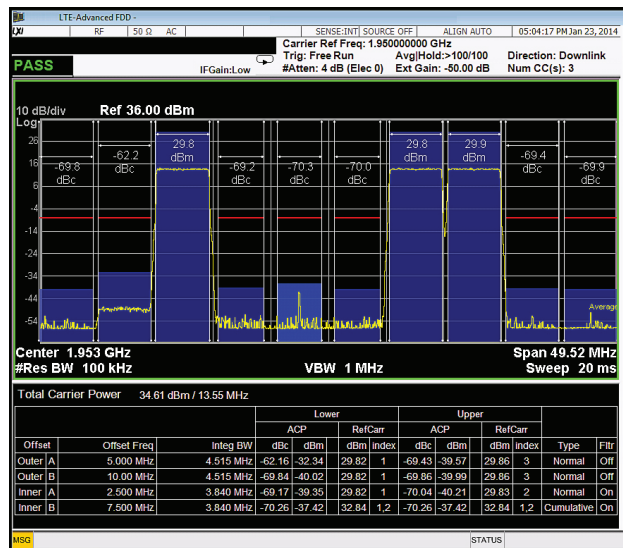 LTE-Advanced FDD -
LXI RF 50 Ω AC SENSE:INT SOURCE OFF ALIGN AUTO 05:04:17 PM Jan 23, 2014
Carrier Ref Freq: 1.950000000 GHz
PASS Trig: Free Run Avg|Hold:>100/100 Direction: Downlink
IFGain:Low #Atten: 4 dB (Elec 0) Ext Gain: -50.00 dB Num CC(s): 3
10 dB/div Ref 36.00 dBm
Log
26
16
6
-4
-14
-24
-34
-44
-54
-69.8 dBc
-62.2 dBc
29.8 dBm
-69.2 dBc
-70.3 dBc
-70.0 dBc
29.8 dBm
29.9 dBm
-69.4 dBc
-69.9 dBc
Average
Center 1.953 GHz Span 49.52 MHz
#Res BW 100 kHz VBW 1 MHz Sweep 20 ms
Total Carrier Power 34.61 dBm / 13.55 MHz
Lower Upper
ACP RefCarr ACP RefCarr
Offset Offset Freq Integ BW dBc dBm dBm index dBc dBm dBm index Type Fltr
Outer A 5.000 MHz 4.515 MHz -62.16 -32.34 29.82 1 -69.43 -39.57 29.86 3 Normal Off
Outer B 10.00 MHz 4.515 MHz -69.84 -40.02 29.82 1 -69.86 -39.99 29.86 3 Normal Off
Inner A 2.500 MHz 3.840 MHz -69.17 -39.35 29.82 1 -70.04 -40.21 29.83 2 Normal On
Inner B 7.500 MHz 3.840 MHz -70.26 -37.42 32.84 1,2 -70.26 -37.42 32.84 1,2 Cumulative On
MSG STATUS